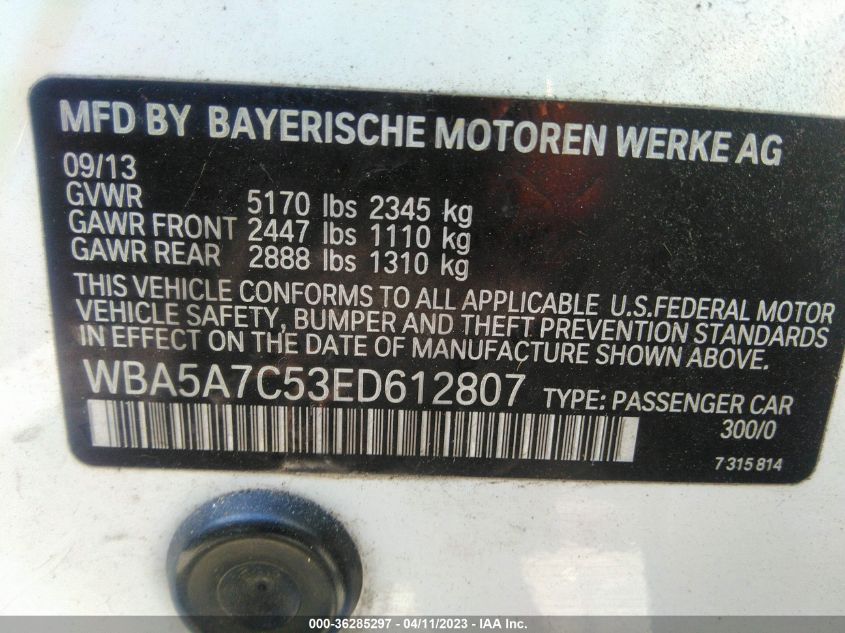 MFD BY BAYERISCHE MOTOREN WERKE AG
09/13
GVWR 5170 lbs 2345 kg
GAWR FRONT 2447 lbs 1110 kg
GAWR REAR 2888 lbs 1310 kg
THIS VEHICLE CONFORMS TO ALL APPLICABLE U.S.FEDERAL MOTOR
VEHICLE SAFETY, BUMPER AND THEFT PREVENTION STANDARDS
IN EFFECT ON THE DATE OF MANUFACTURE SHOWN ABOVE.
WBA5A7C53ED612807 TYPE: PASSENGER CAR
300/0
7 315 814
000-36285297 - 04/11/2023 - IAA Inc.